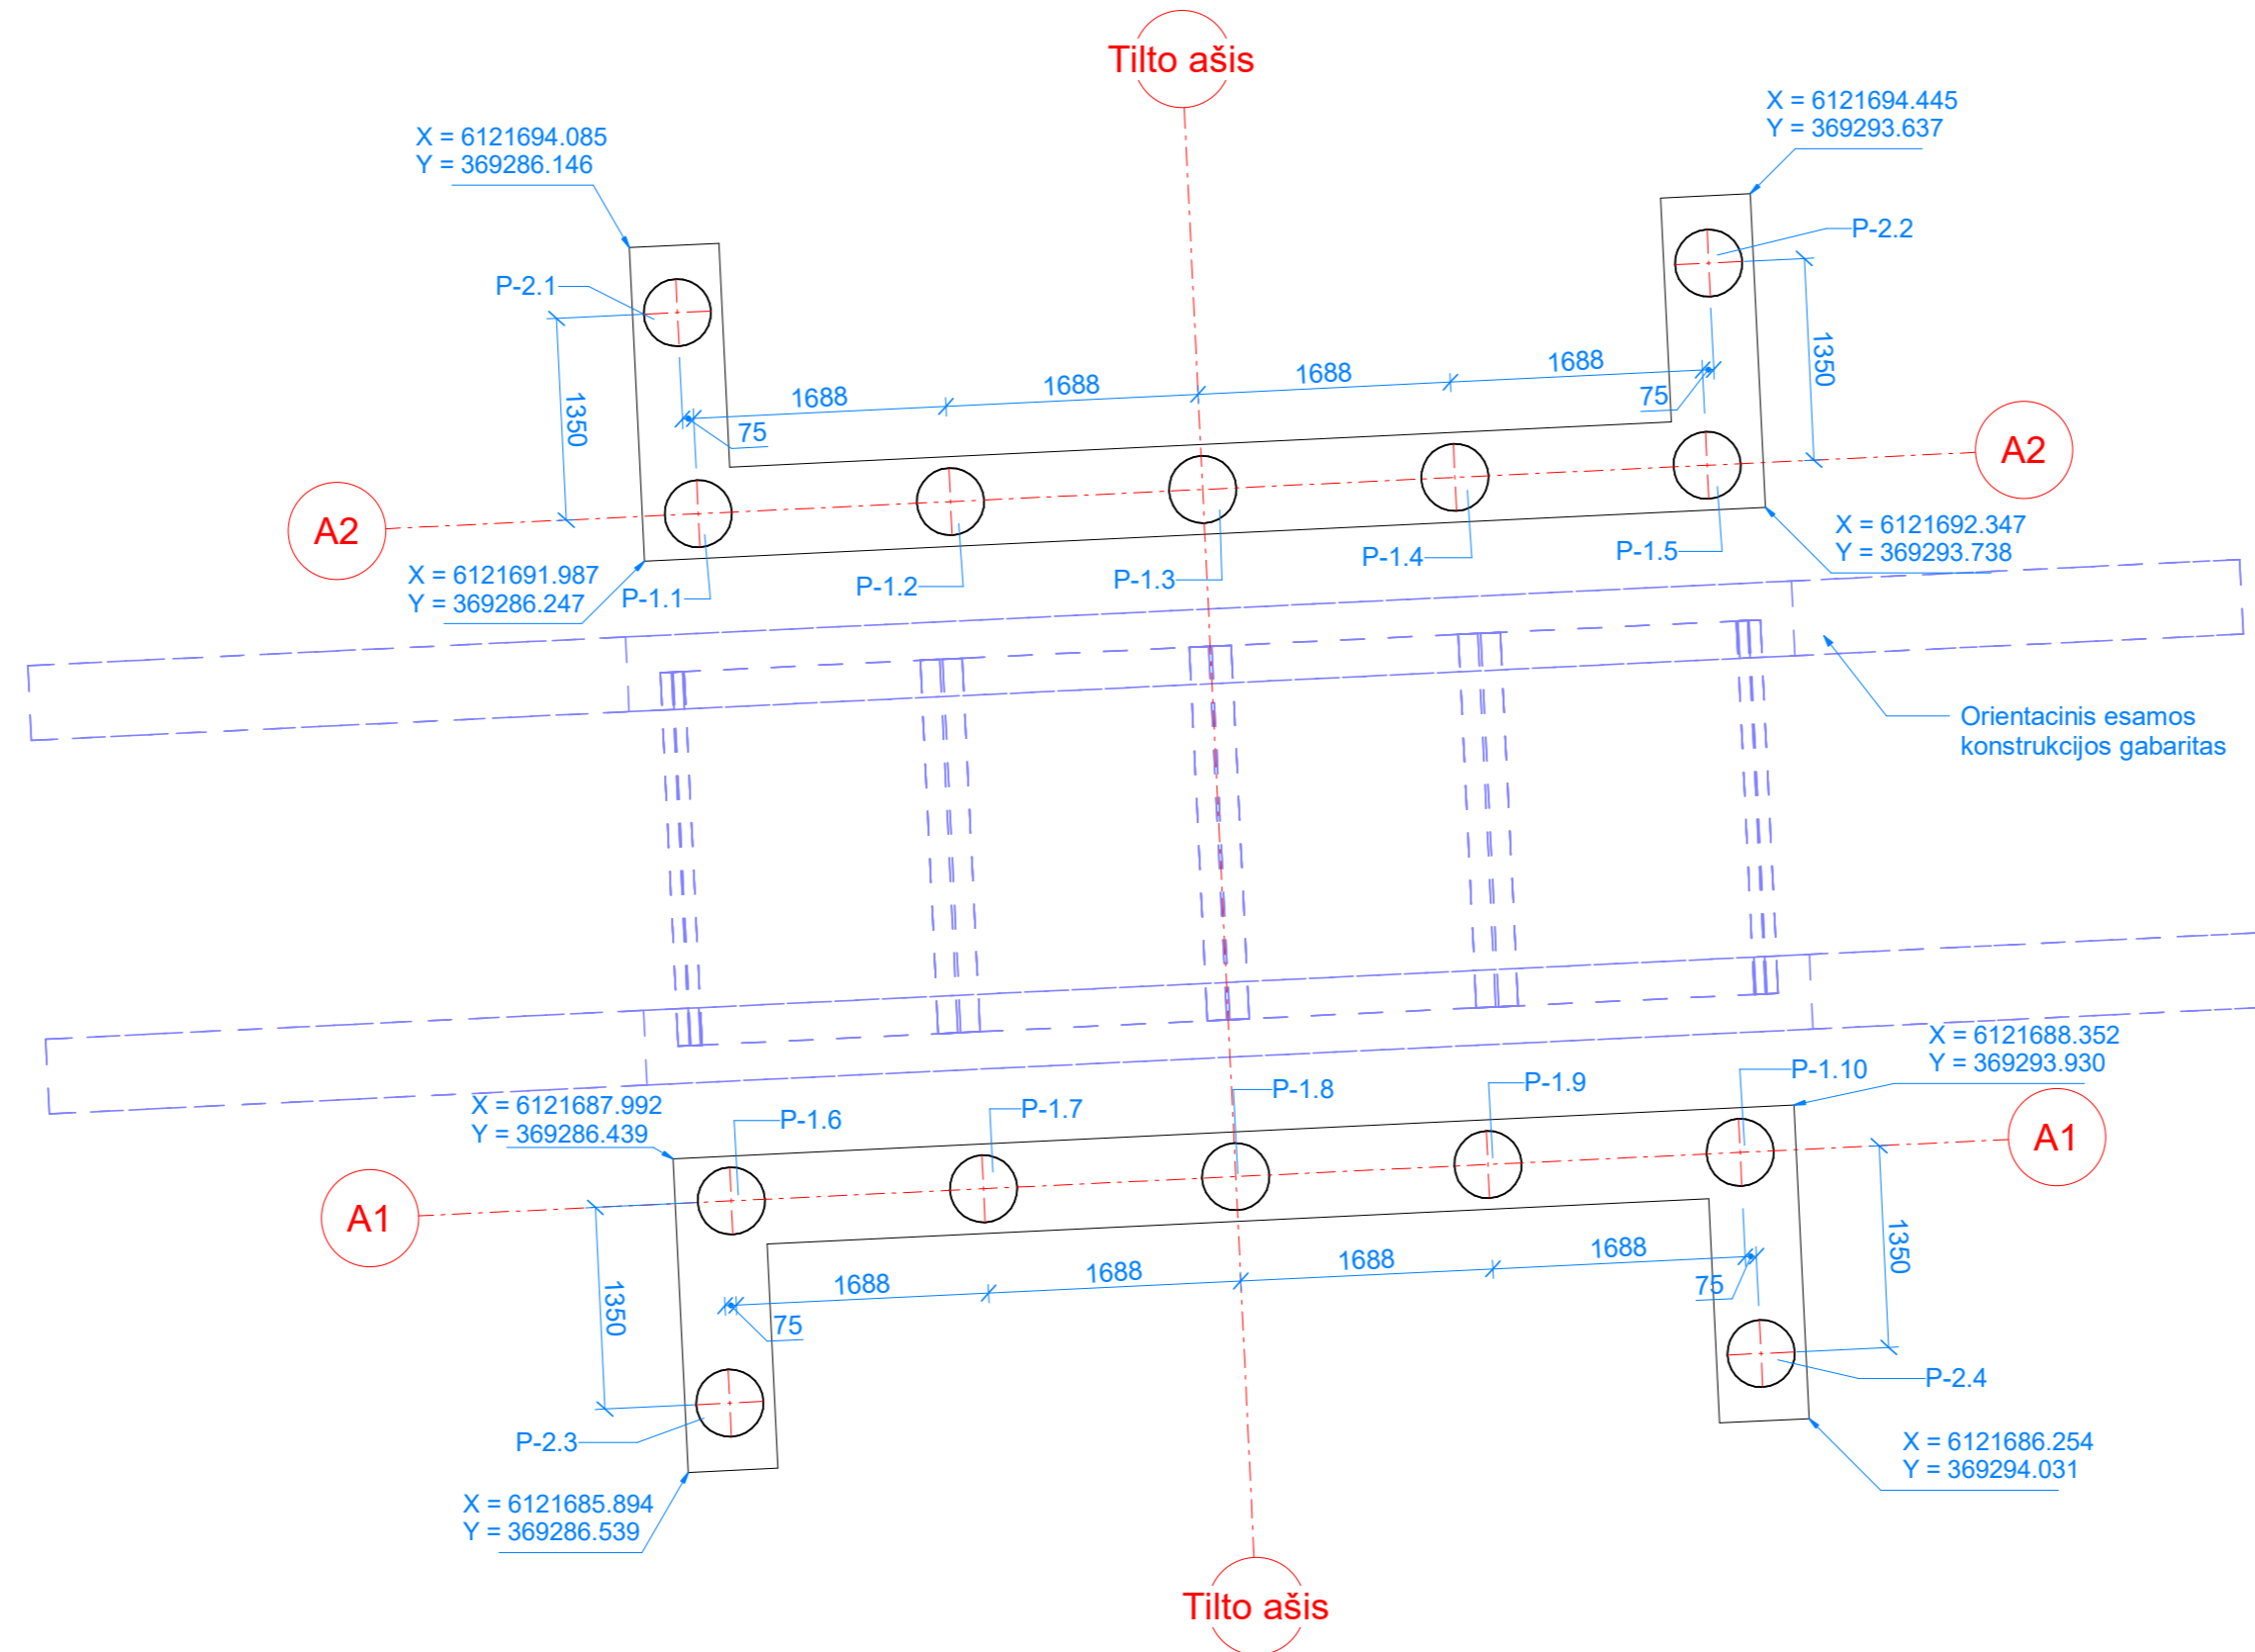 Tilto ašis
X = 6121694.445
Y = 369293.637
X = 6121694.085
Y = 369286.146
P-2.2
P-2.1
1350
1688
1688
1688
1688
75
75
1350
A2
A2
X = 6121692.347
Y = 369293.738
P-1.5
P-1.4
P-1.3
P-1.2
P-1.1
X = 6121691.987
Y = 369286.247
Orientacinis esamos
konstrukcijos gabaritas
X = 6121688.352
Y = 369293.930
P-1.10
P-1.9
P-1.8
P-1.7
P-1.6
X = 6121687.992
Y = 369286.439
A1
A1
1350
1688
1688
1688
1688
75
75
1350
P-2.4
P-2.3
X = 6121686.254
Y = 369294.031
X = 6121685.894
Y = 369286.539
Tilto ašis